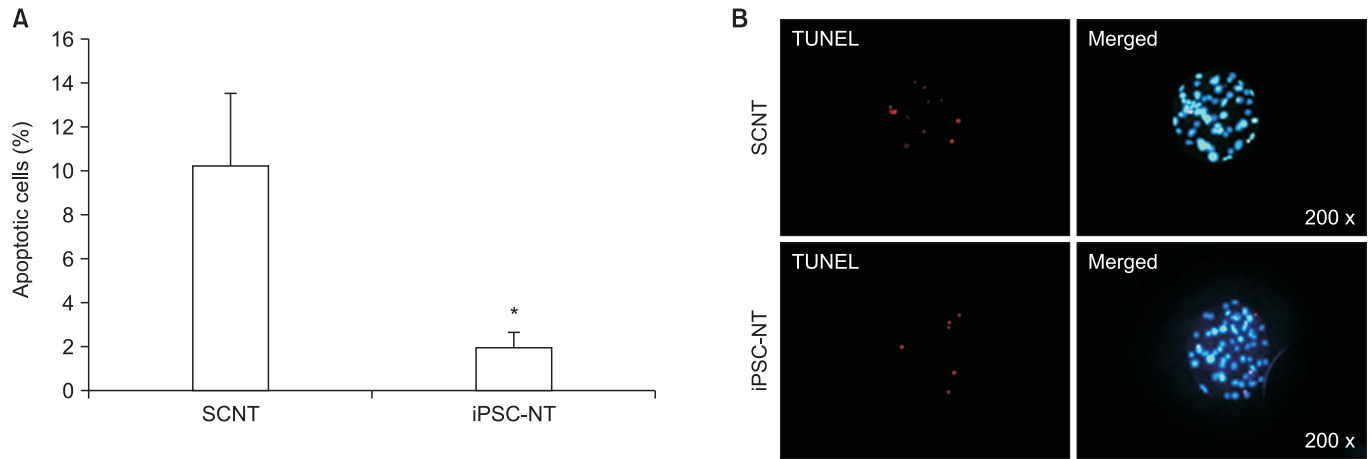 A
Apoptotic cells (%)
16
14
12
10
8
6
4
2
0
*
SCNT
iPSC-NT
B
SCNT
TUNEL
Merged
200 x
iPSC-NT
TUNEL
Merged
200 x